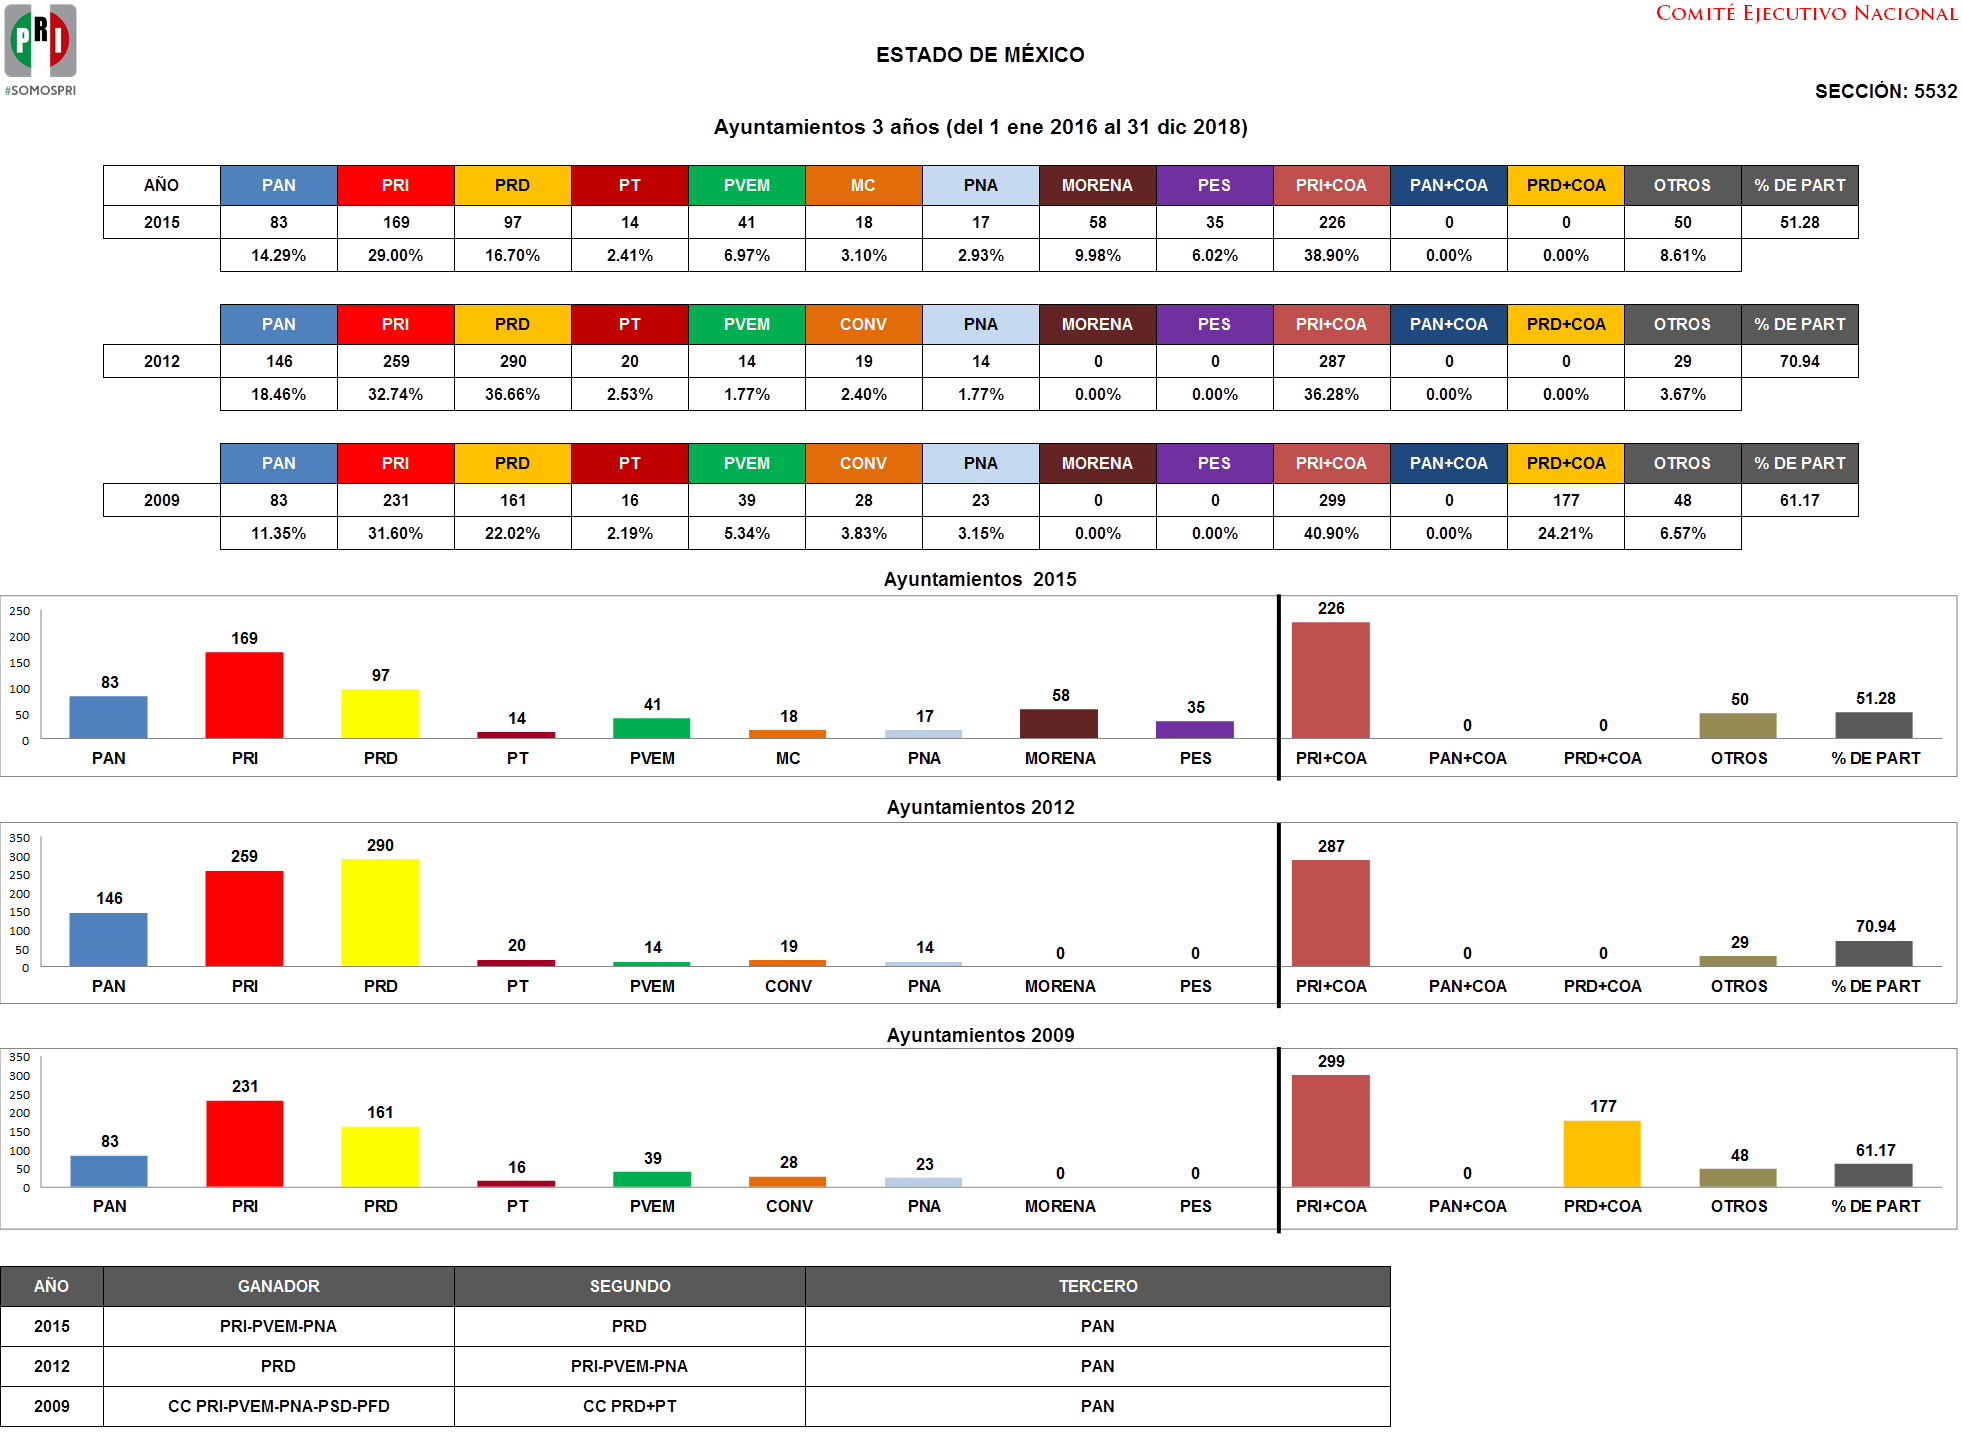 COMITÉ EJECUTIVO NACIONAL
PRI
#SOMOSPRI
ESTADO DE MÉXICO
SECCIÓN: 5532
Ayuntamientos 3 años (del 1 ene 2016 al 31 dic 2018)
AÑO PAN PRI PRD PT PVEM MC PNA MORENA PES PRI+COA PAN+COA PRD+COA OTROS % DE PART
2015 83 169 97 14 41 18 17 58 35 226 0 0 50 51.28
14.29% 29.00% 16.70% 2.41% 6.97% 3.10% 2.93% 9.98% 6.02% 38.90% 0.00% 0.00% 8.61%
PAN PRI PRD PT PVEM CONV PNA MORENA PES PRI+COA PAN+COA PRD+COA OTROS % DE PART
2012 146 259 290 20 14 19 14 0 0 287 0 0 29 70.94
18.46% 32.74% 36.66% 2.53% 1.77% 2.40% 1.77% 0.00% 0.00% 36.28% 0.00% 0.00% 3.67%
PAN PRI PRD PT PVEM CONV PNA MORENA PES PRI+COA PAN+COA PRD+COA OTROS % DE PART
2009 83 231 161 16 39 28 23 0 0 299 0 177 48 61.17
11.35% 31.60% 22.02% 2.19% 5.34% 3.83% 3.15% 0.00% 0.00% 40.90% 0.00% 24.21% 6.57%
Ayuntamientos 2015
250
200
150
100
50
0
83 169 97 14 41 18 17 58 35 226 0 0 50 51.28
PAN PRI PRD PT PVEM MC PNA MORENA PES PRI+COA PAN+COA PRD+COA OTROS % DE PART
Ayuntamientos 2012
350
300
250
200
150
100
50
0
146 259 290 20 14 19 14 0 0 287 0 0 29 70.94
PAN PRI PRD PT PVEM CONV PNA MORENA PES PRI+COA PAN+COA PRD+COA OTROS % DE PART
Ayuntamientos 2009
350
300
250
200
150
100
50
0
83 231 161 16 39 28 23 0 0 299 0 177 48 61.17
PAN PRI PRD PT PVEM CONV PNA MORENA PES PRI+COA PAN+COA PRD+COA OTROS % DE PART
AÑO GANADOR SEGUNDO TERCERO
2015 PRI-PVEM-PNA PRD PAN
2012 PRD PRI-PVEM-PNA PAN
2009 CC PRI-PVEM-PNA-PSD-PFD CC PRD+PT PAN